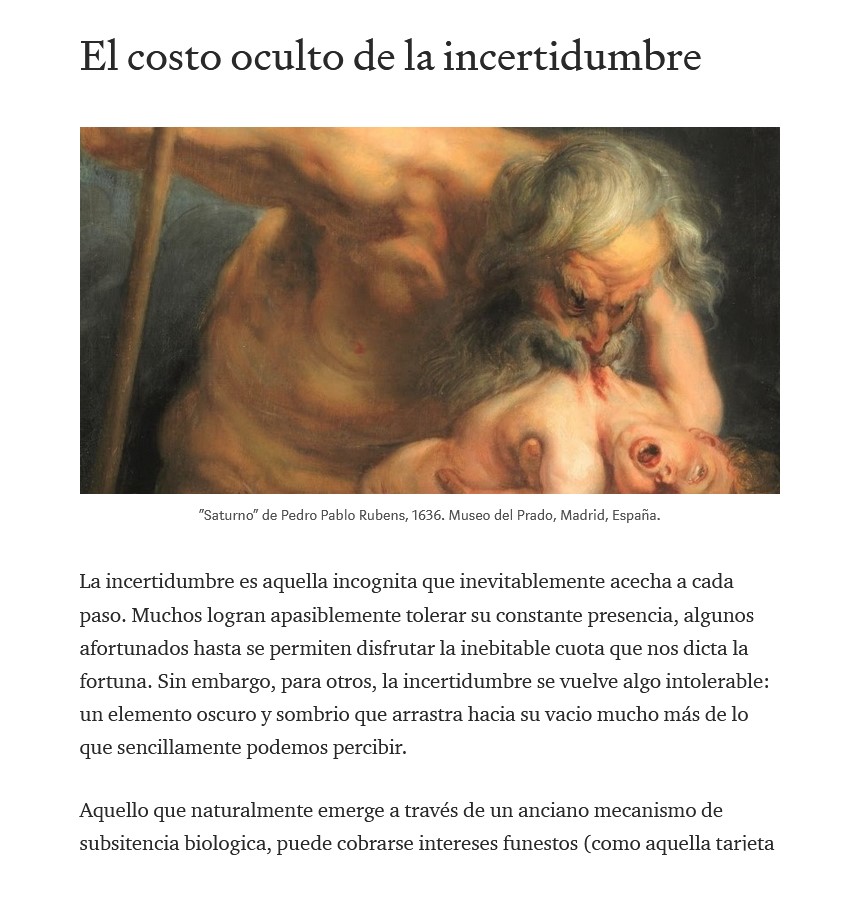 El costo oculto de la incertidumbre
"Saturno" de Pedro Pablo Rubens, 1636. Museo del Prado, Madrid, España.
La incertidumbre es aquella incognita que inevitablemente acecha a cada
paso. Muchos logran apasiblemente tolerar su constante presencia, algunos
afortunados hasta se permiten disfrutar la inebitable cuota que nos dicta la
fortuna. Sin embargo, para otros, la incertidumbre se vuelve algo intolerable:
un elemento oscuro y sombrio que arrastra hacia su vacio mucho más de lo
que sencillamente podemos percibir.
Aquello que naturalmente emerge a través de un anciano mecanismo de
subsitencia biologica, puede cobrarse intereses funestos (como aquella tarjeta